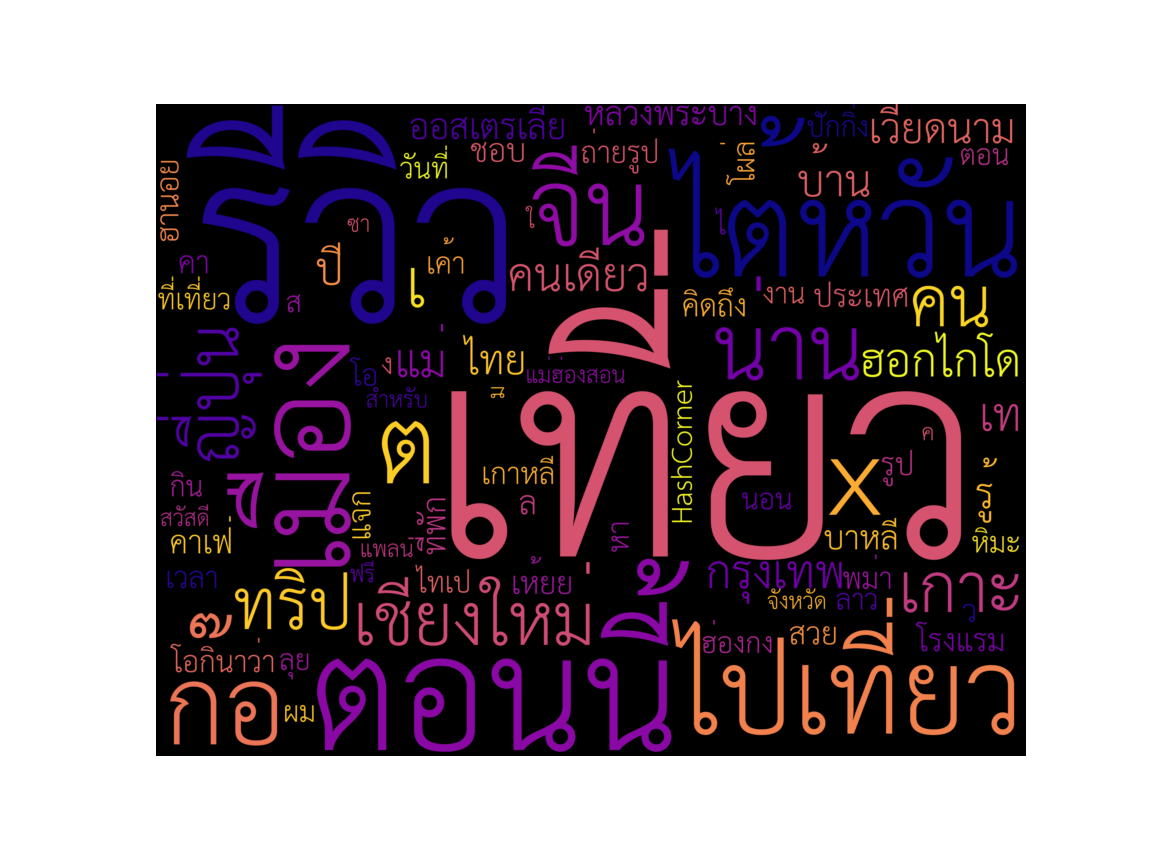 หลวงพระบาง
ออสเตรเลีย
ปักกิ่ง
เวียดนาม
รีวิว
วันที่
ชอบ
ถ่ายรูป
โผล่
ตอน
ฮานอย
จีน
บ้าน
ไต้หวัน
ซา
ใ
ไ
ปี
เค้า
คา
คนเดียว
ที่เที่ยว
ส
เ
คิดถึง
งาน
ประเทศ
คน
ญี่ปุ่น
เมือง
โอ
ง
แม่
ไทย
แม่ฮ่องสอน
นาน
ฮอกไกโด
สำหรับ
เที่ยว
HashCorner
เท
ต
ค
กิน
เกาหลี
รูป
x
นอน
รู้
สวัสดี
แจก
ที่พัก
ล
คาเฟ่
แพลน
หา
บาหลี
หิมะ
เวลา
ฟรี
ไทเป
เห้ยย
กรุงเทพ
พม่า
เกาะ
ทริป
เชียงใหม่
จังหวัด
ลาว
ว
ก๊อ
ตอนนี้
ไปเที่ยว
ฮ่องกง
สวย
โรงแรม
โอกินาว่า
ลุย
ผม